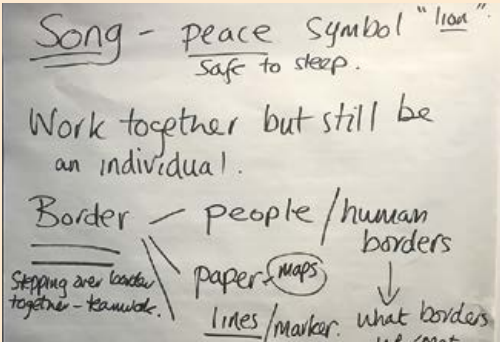 Song - peace symbol "lion".
Safe to sleep.
Work together but still be
an individual.
Border - people / human
borders
paper - maps
Stepping over border
together - teamwork.
lines / marker.
what borders